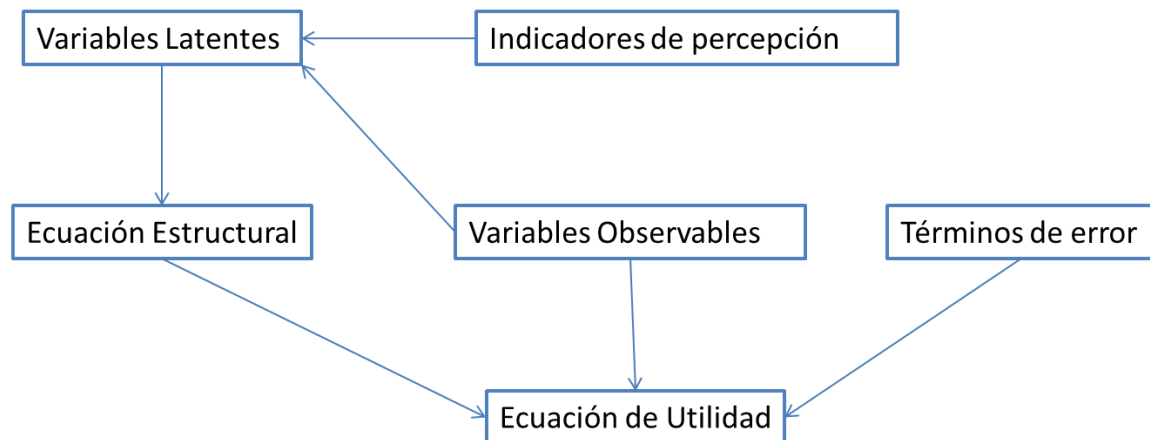 Variables Latentes
Indicadores de percepción
Ecuación Estructural
Variables Observables
Términos de error
Ecuación de Utilidad